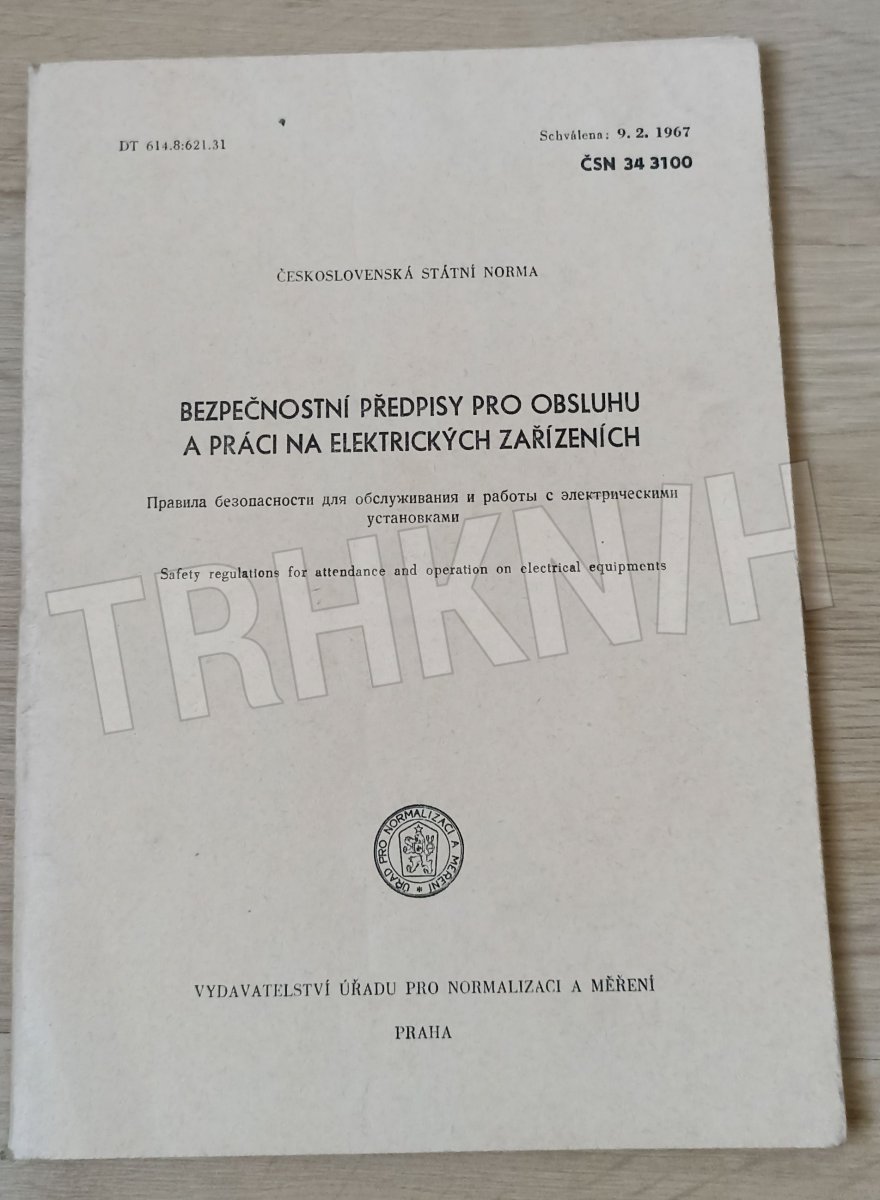 DT 614.8:621.31
Schválena: 9. 2. 1967
ČSN 34 3100
ČESKOSLOVENSKÁ STÁTNÍ NORMA
BEZPEČNOSTNÍ PŘEDPISY PRO OBSLUHU
A PRÁCI NA ELEKTRICKÝCH ZAŘÍZENÍCH
Правила безопасности для обслуживания и работы с электрическими
установками
Safety regulations for attendance and operation on electrical equipments
TRHKNIH
ÚŘAD PRO NORMALIZACI A MĚŘENÍ *
VYDAVATELSTVÍ ÚŘADU PRO NORMALIZACI A MĚŘENÍ
PRAHA